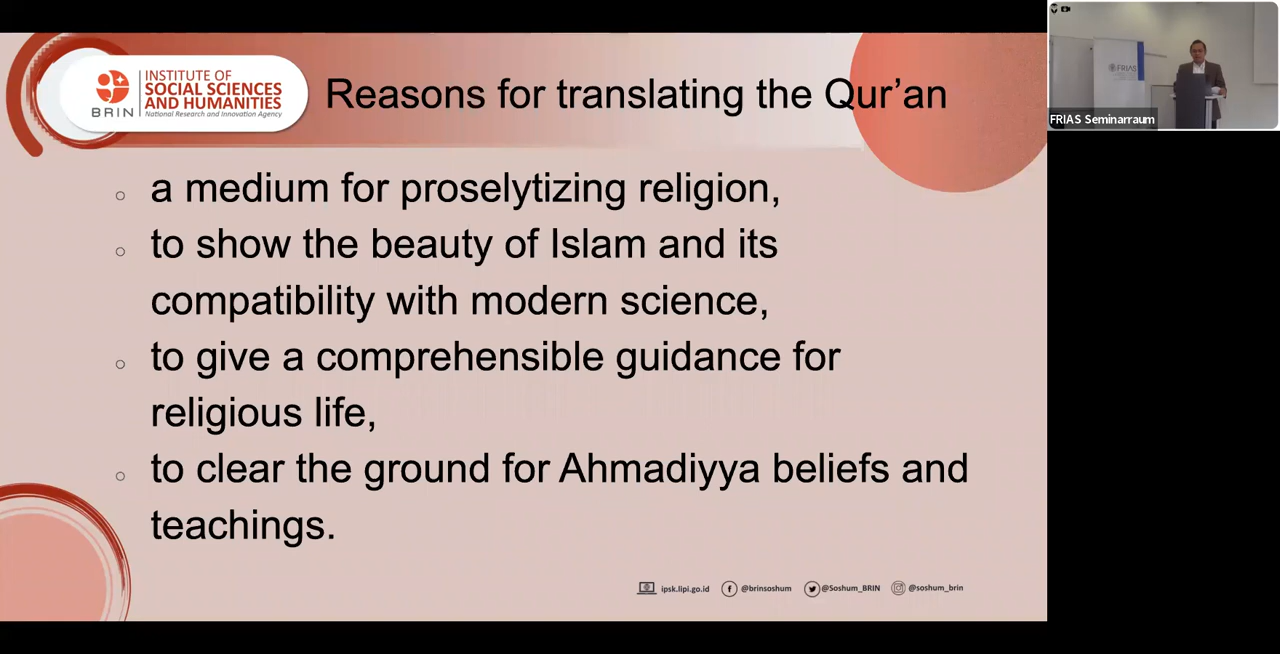 INSTITUTE OF
SOCIAL SCIENCES
AND HUMANITIES
BRIN
National Research and Innovation Agency
Reasons for translating the Qur’an
a medium for proselytizing religion,
to show the beauty of Islam and its
compatibility with modern science,
to give a comprehensible guidance for
religious life,
to clear the ground for Ahmadiyya beliefs and
teachings.
ipsk.lipi.go.id @brinsoshum @Soshum_BRIN @soshum_brin
FRIAS
FRIAS Seminarraum